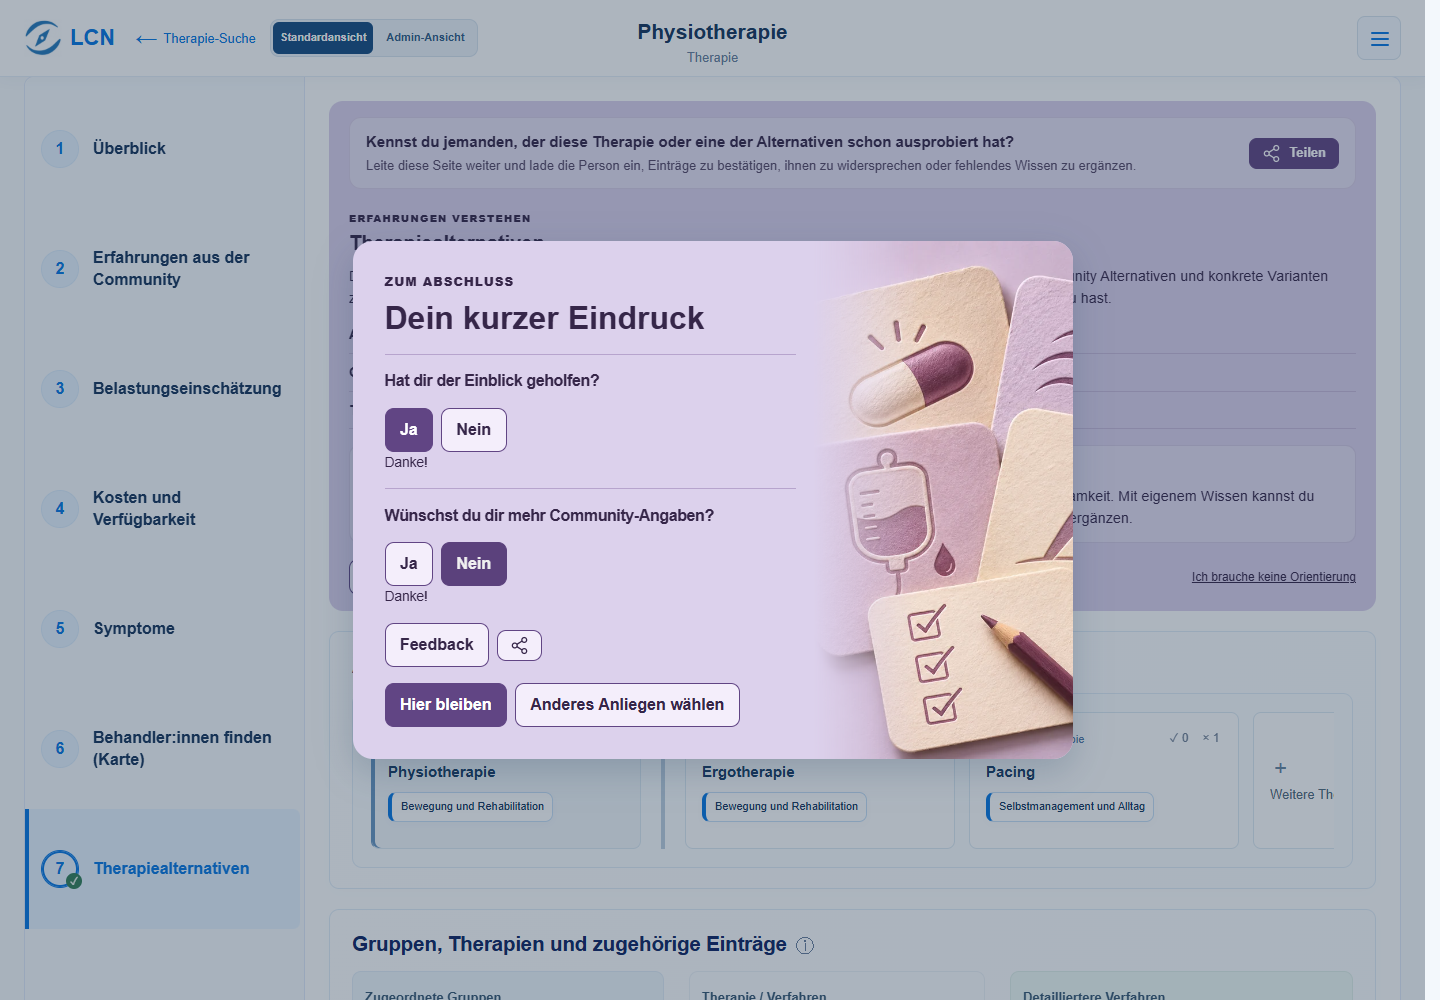 LCN
Therapie-Suche
Standardansicht
Admin-Ansicht
Physiotherapie
Therapie
1
Überblick
2
Erfahrungen aus der
Community
3
Belastungseinschätzung
4
Kosten und
Verfügbarkeit
5
Symptome
6
Behandler:innen finden
(Karte)
7
Therapiealternativen
Kennst du jemanden, der diese Therapie oder eine der Alternativen schon ausprobiert hat?
Leite diese Seite weiter und lade die Person ein, Einträge zu bestätigen, ihnen zu widersprechen oder fehlendes Wissen zu ergänzen.
Teilen
ERFAHRUNGEN VERSTEHEN
Therapiealternativen
Alternativen und konkrete Varianten
hast.
Mit eigenem Wissen kannst du
ergänzen.
Ich brauche keine Orientierung
ZUM ABSCHLUSS
Dein kurzer Eindruck
Hat dir der Einblick geholfen?
Ja
Nein
Danke!
Wünschst du dir mehr Community-Angaben?
Ja
Nein
Danke!
Feedback
Hier bleiben
Anderes Anliegen wählen
✓ 0 × 1
Physiotherapie
Bewegung und Rehabilitation
Ergotherapie
Bewegung und Rehabilitation
Pacing
Selbstmanagement und Alltag
+
Weitere Th
Gruppen, Therapien und zugehörige Einträge
Zugeordnete Gruppen
Therapie / Verfahren
Detailliertere Verfahren